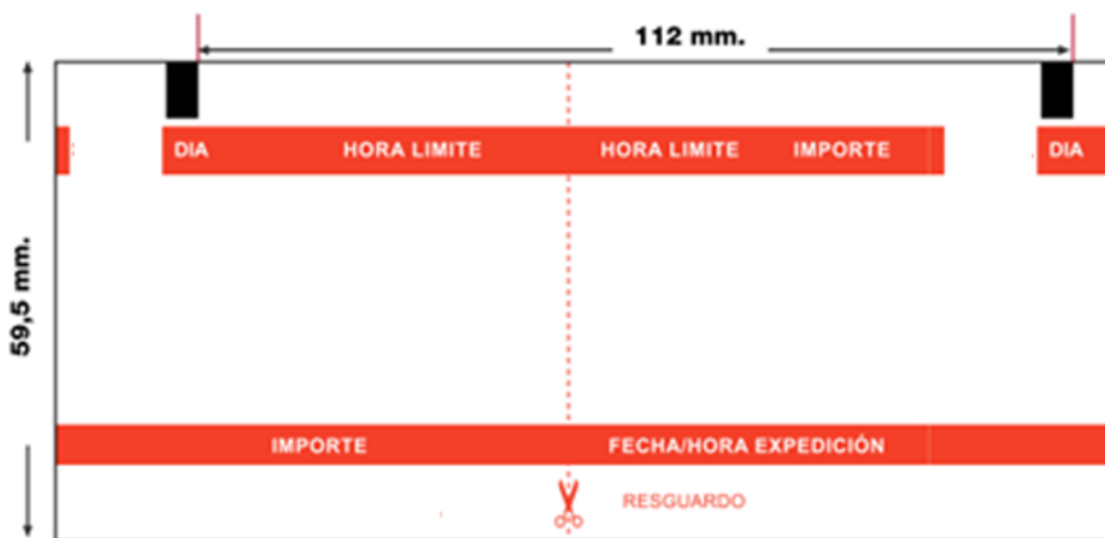 112 mm.
DIA HORA LIMITE HORA LIMITE IMPORTE DIA
59,5 mm.
IMPORTE FECHA/HORA EXPEDICIÓN
RESGUARDO